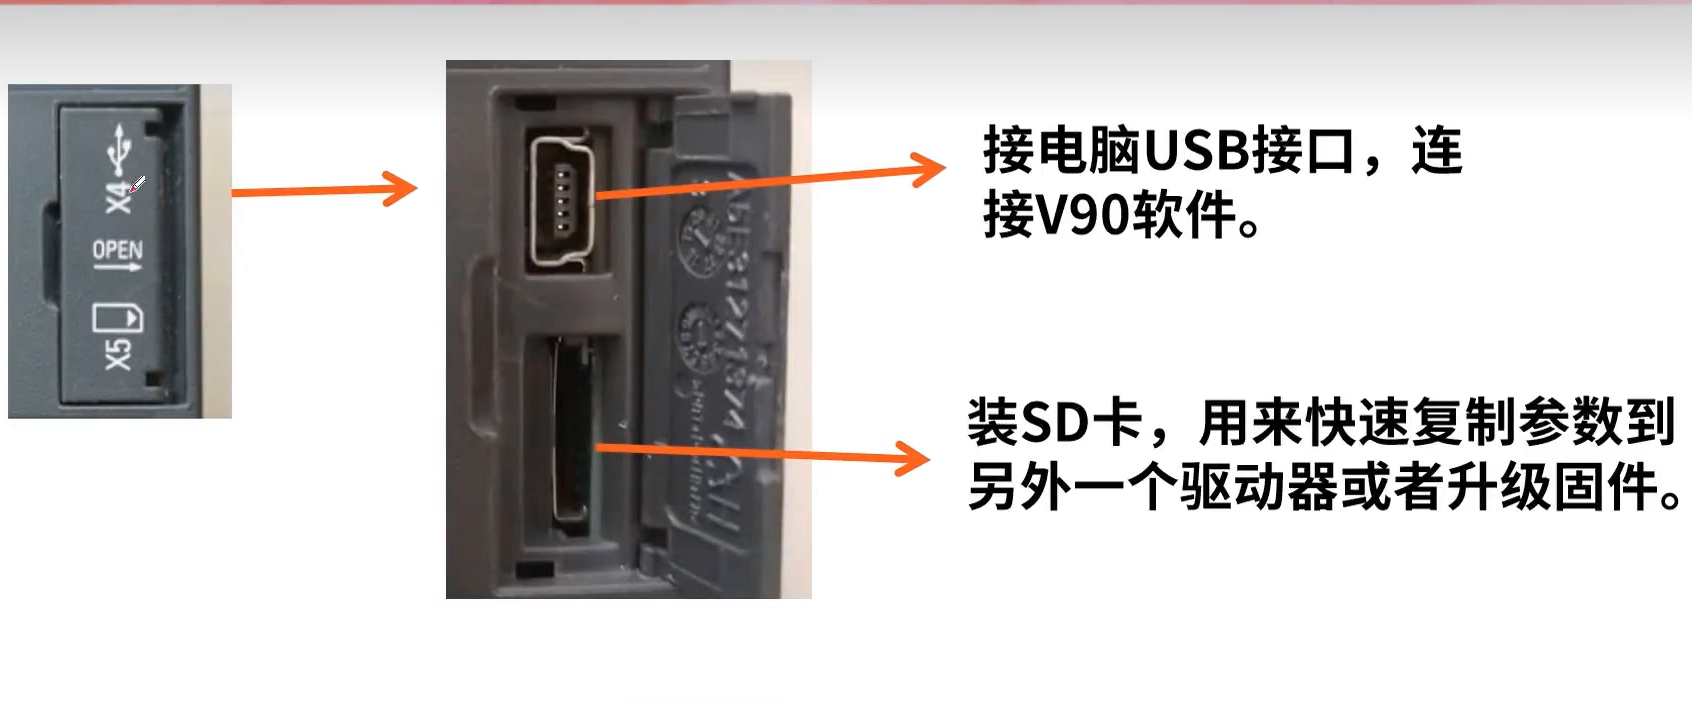 X4
OPEN
X5
接电脑USB接口，连
接V90软件。
装SD卡，用来快速复制参数到
另外一个驱动器或者升级固件。